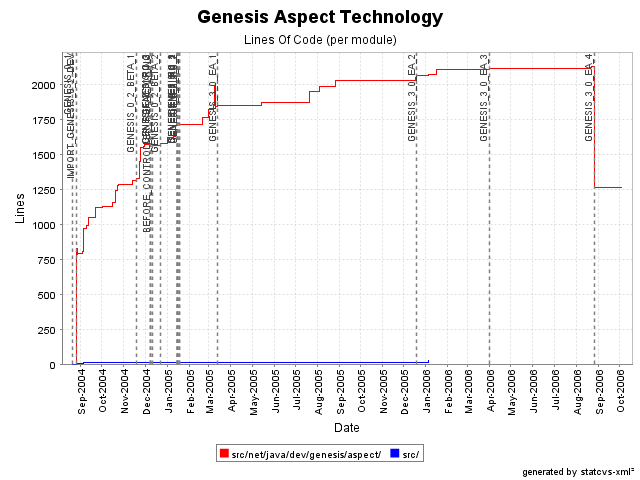 Genesis Aspect Technology
Lines Of Code (per module)
GENESIS_0_2_BETA_1
GENESIS_3_0_EA_1
GENESIS_3_0_EA_2
GENESIS_3_0_EA_3
GENESIS_3_0_EA_4
Lines
2000
1750
1500
1250
1000
750
500
250
0
Sep-2004
Oct-2004
Nov-2004
Dec-2004
Jan-2005
Feb-2005
Mar-2005
Apr-2005
May-2005
Jun-2005
Jul-2005
Aug-2005
Sep-2005
Oct-2005
Nov-2005
Dec-2005
Jan-2006
Feb-2006
Mar-2006
Apr-2006
May-2006
Jun-2006
Jul-2006
Aug-2006
Sep-2006
Oct-2006
Date
src/net/java/dev/genesis/aspect/
src/
generated by statcvs-xml²